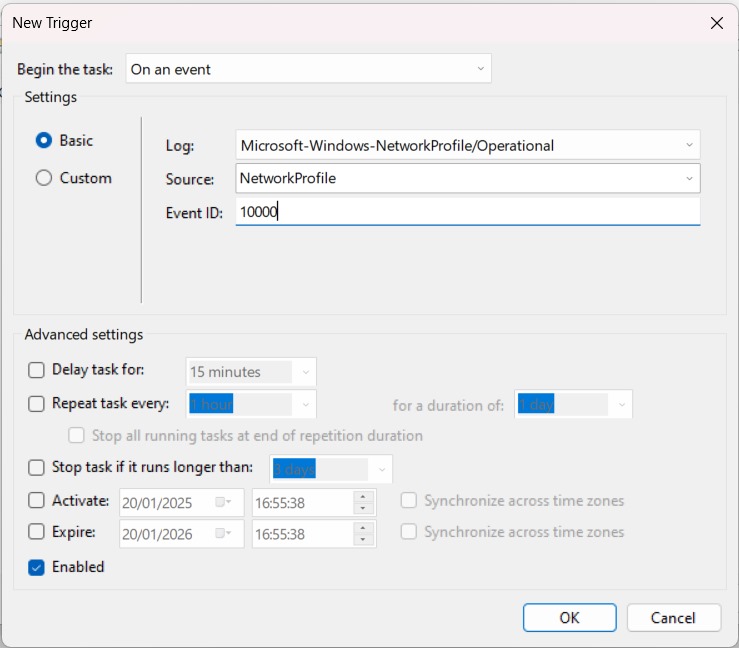 New Trigger
Begin the task: On an event
Settings
Basic
Custom
Log: Microsoft-Windows-NetworkProfile/Operational
Source: NetworkProfile
Event ID: 10000
Advanced settings
Delay task for: 15 minutes
Repeat task every: 1 hour for a duration of: 1 day
Stop all running tasks at end of repetition duration
Stop task if it runs longer than: 3 days
Activate: 20/01/2025 16:55:38 Synchronize across time zones
Expire: 20/01/2026 16:55:38 Synchronize across time zones
Enabled
OK Cancel